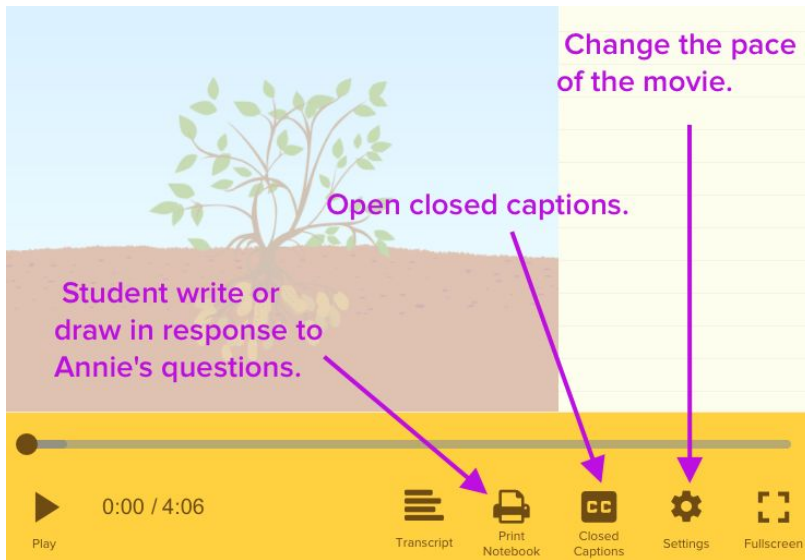 Change the pace
of the movie.
Open closed captions.
Student write or
draw in response to
Annie's questions.
0:00 / 4:06
Play
Transcript
Print
Notebook
CC
Closed
Captions
Settings
Fullscreen